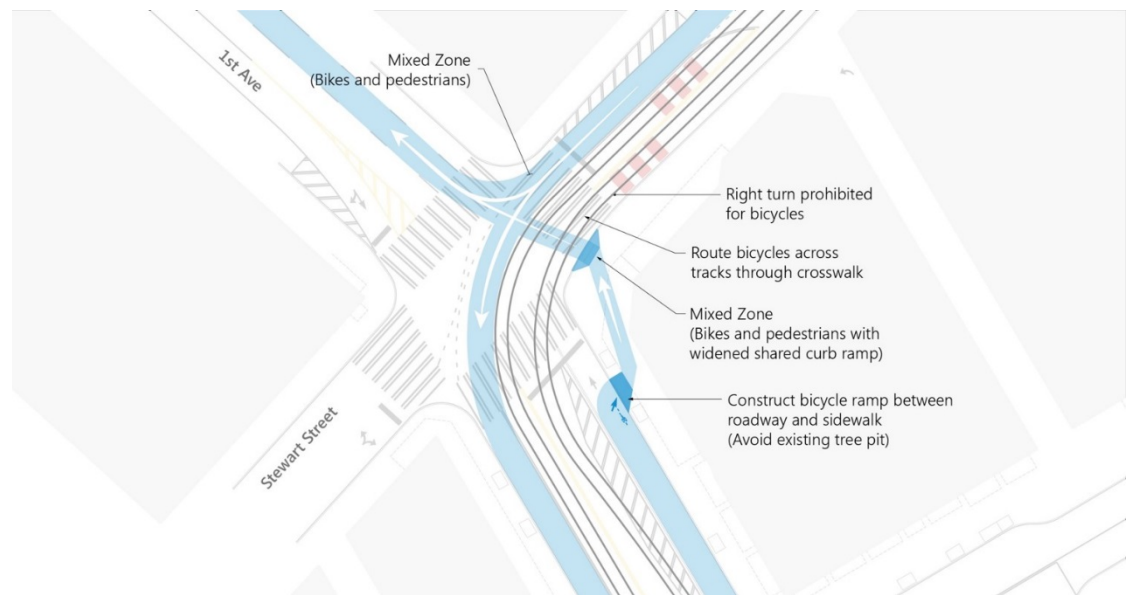 Mixed Zone
(Bikes and pedestrians)
1st Ave
Right turn prohibited
for bicycles
Route bicycles across
tracks through crosswalk
Mixed Zone
(Bikes and pedestrians with
widened shared curb ramp)
Construct bicycle ramp between
roadway and sidewalk
(Avoid existing tree pit)
Stewart Street